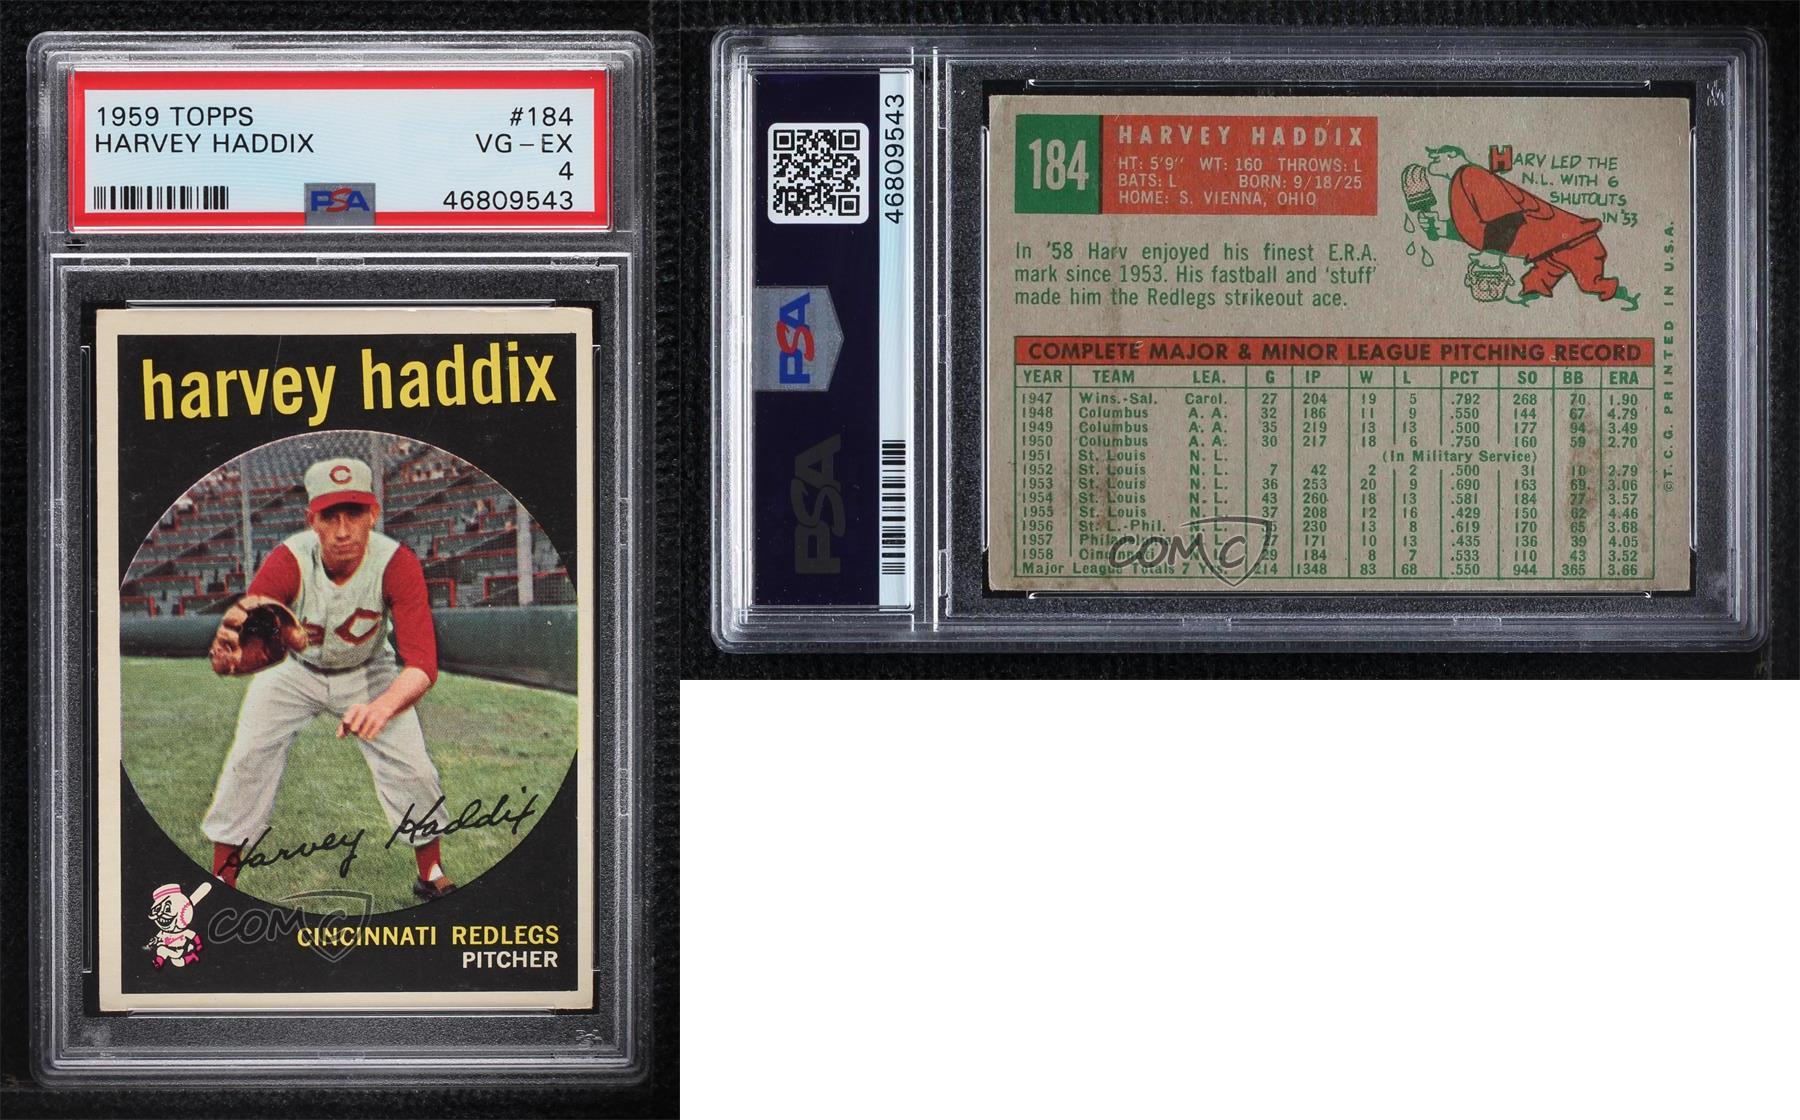 1959 TOPPS #184
HARVEY HADDIX VG - EX
4
PSA 46809543
harvey haddix
C
C
Harvey Haddix
COMC
CINCINNATI REDLEGS
PITCHER
46809543
PSA
PSA
184
HARVEY HADDIX
HT: 5'9" WT: 160 THROWS: L
BATS: L BORN: 9/18/25
HOME: S. VIENNA, OHIO
HARV LED THE
N.L. WITH 6
SHUTOUTS
IN '53
In '58 Harv enjoyed his finest E.R.A.
mark since 1953. His fastball and 'stuff'
made him the Redlegs strikeout ace.
COMPLETE MAJOR & MINOR LEAGUE PITCHING RECORD
YEAR TEAM LEA. G IP W L PCT SO BB ERA
1947 Wins.-Sal. Carol. 27 204 19 5 .792 268 70 1.90
1948 Columbus A. A. 32 186 11 9 .550 144 67 4.79
1949 Columbus A. A. 35 219 13 13 .500 177 94 3.49
1950 Columbus A. A. 30 217 18 6 .750 160 59 2.70
1951 St. Louis N. L. (In Military Service)
1952 St. Louis N. L. 7 42 2 2 .500 31 10 2.79
1953 St. Louis N. L. 36 253 20 9 .690 163 69 3.06
1954 St. Louis N. L. 43 260 18 13 .581 184 77 3.57
1955 St. Louis N. L. 37 208 12 16 .429 150 62 4.46
1956 St. L.-Phil. N. L. 35 230 13 8 .619 170 65 3.68
1957 Philadelphia N. L. 27 171 10 13 .435 136 39 4.05
1958 Cincinnati N. L. 29 184 8 7 .533 110 43 3.52
Major League Totals 7 Yrs. 214 1348 83 68 .550 944 365 3.66
COMC
© T. C. G. PRINTED IN U.S.A.